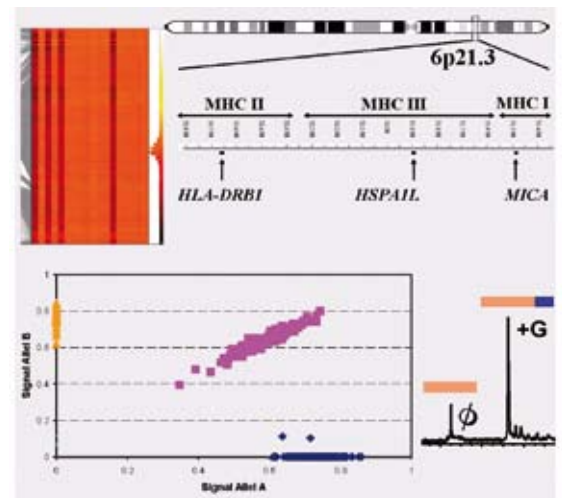 6p21.3
MHC II MHC III MHC I
HLA-DRB1 HSPA1L MICA
1
0.8
0.6
0.4
0.2
0
0 0.2 0.4 0.6 0.8 1
Signal Allel B
Signal Allel A
+G
ϕ